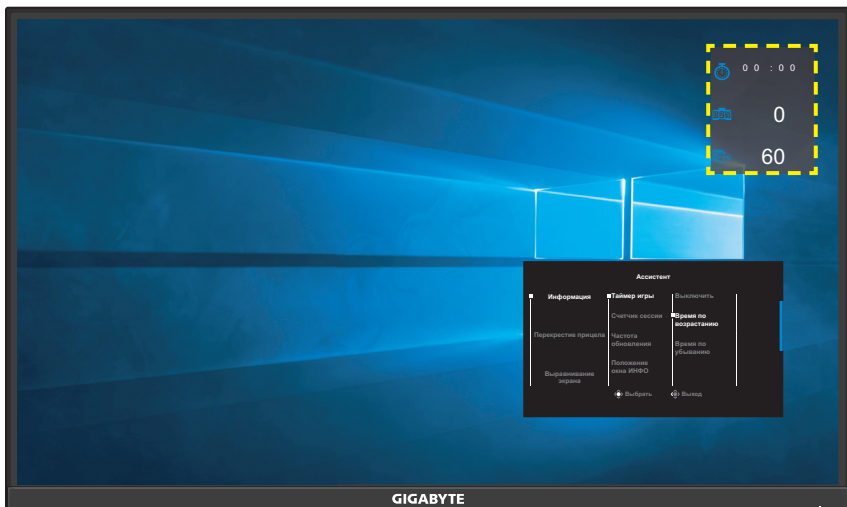 00:00
0
60
Ассистент
Информация
Перекрестие прицела
Выравнивание
экрана
Таймер игры
Счетчик сессии
Частота
обновления
Положение
окна ИНФО
Выключить
Время по
возрастанию
Время по
убыванию
Выбрать
Выход
GIGABYTE